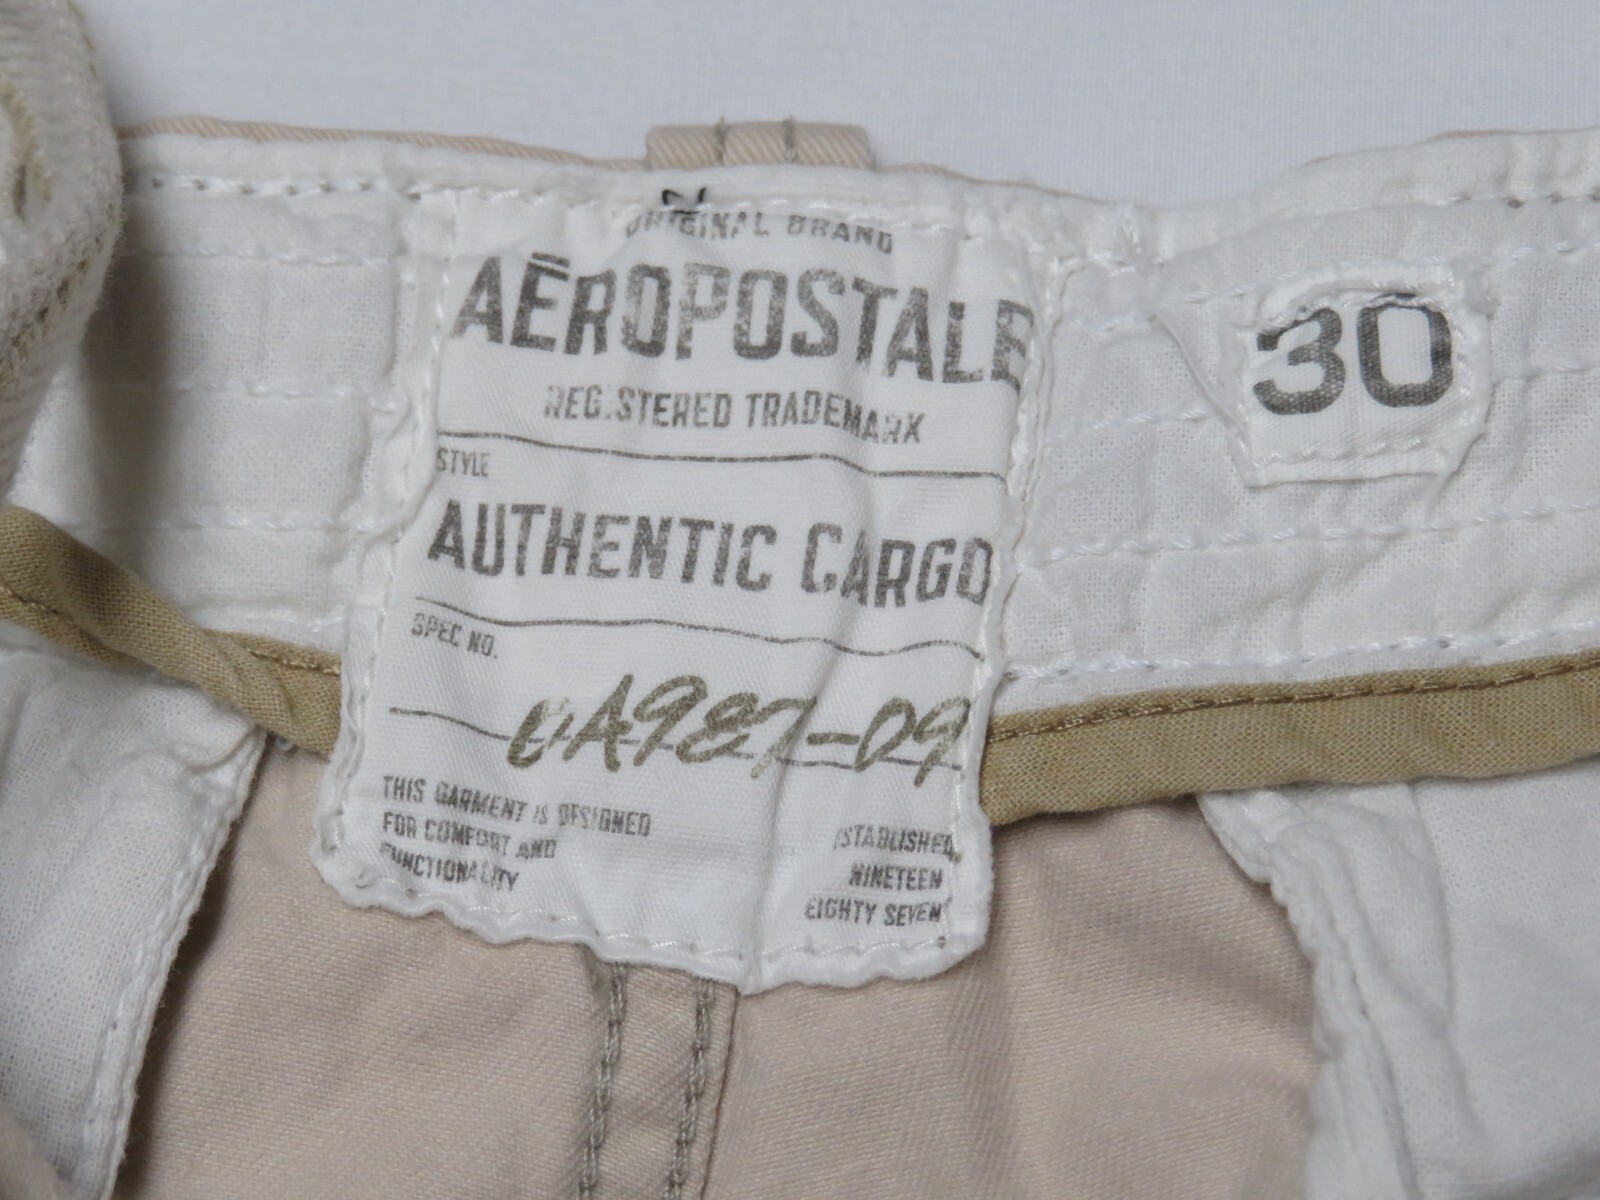 ORIGINAL BRAND
AĒROPOSTALE
REGISTERED TRADEMARK
STYLE
AUTHENTIC CARGO
SPEC NO.
0A987-09
THIS GARMENT IS DESIGNED
FOR COMFORT AND
FUNCTIONALITY
ESTABLISHED
NINETEEN
EIGHTY SEVEN
30